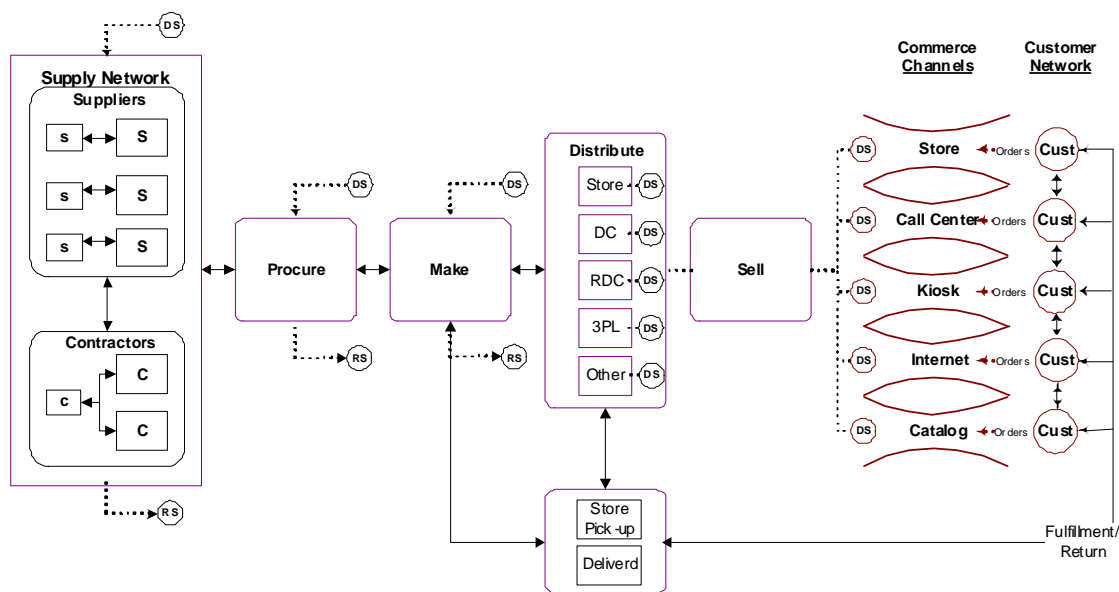 DS
Supply Network
Suppliers
s
S
s
S
s
S
Contractors
c
C
C
RS
DS
Procure
RS
DS
Make
RS
Distribute
Store
DS
DC
DS
RDC
DS
3PL
DS
Other
DS
Store
Pick -up
Deliverd
Sell
Commerce
Channels
Customer
Network
DS
Store
Orders
Cust
DS
Call Center
Orders
Cust
DS
Kiosk
Orders
Cust
DS
Internet
Orders
Cust
DS
Catalog
Orders
Cust
Fulfillment/
Return